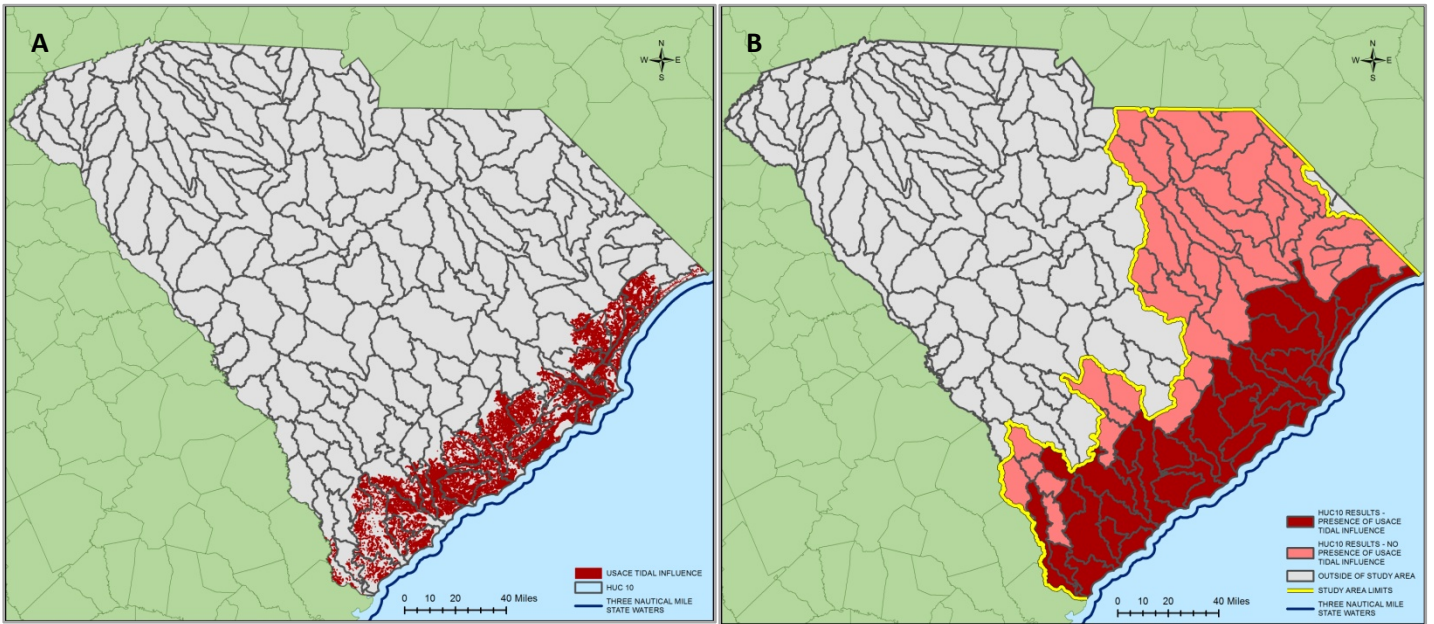 A
N
W E
S
USACE TIDAL INFLUENCE
HUC 10
THREE NAUTICAL MILE
STATE WATERS
0 10 20 40 Miles
B
N
W E
S
HUC10 RESULTS -
PRESENCE OF USACE
TIDAL INFLUENCE
HUC10 RESULTS - NO
PRESENCE OF USACE
TIDAL INFLUENCE
OUTSIDE OF STUDY AREA
STUDY AREA LIMITS
THREE NAUTICAL MILE
STATE WATERS
0 10 20 40 Miles